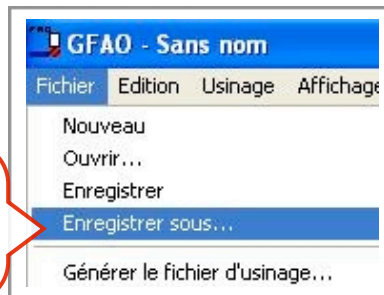 GFAO - Sans nom
Fichier Edition Usinage Affichage
Nouveau
Ouvrir...
Enregistrer
Enregistrer sous...
Générer le fichier d'usinage...